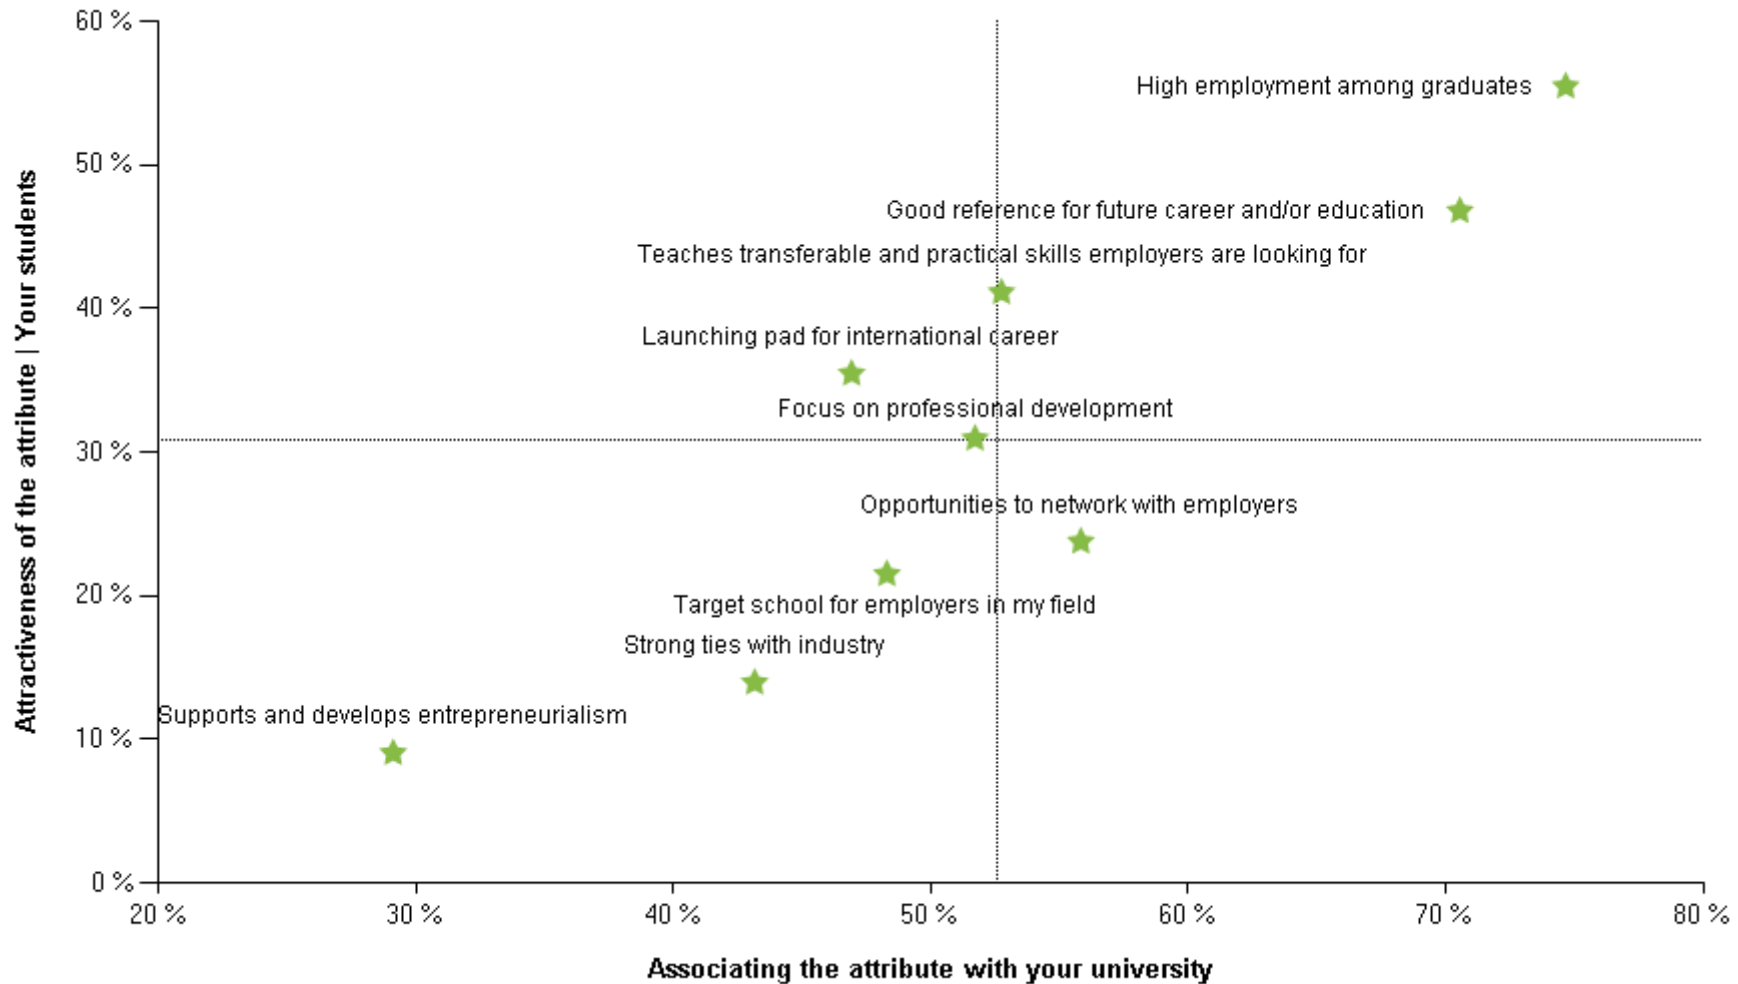 60 %
High employment among graduates
50 %
Good reference for future career and/or education
Teaches transferable and practical skills employers are looking for
40 %
Launching pad for international career
Focus on professional development
30 %
Opportunities to network with employers
20 %
Target school for employers in my field
Strong ties with industry
Supports and develops entrepreneurialism
10 %
0 %
20 % 30 % 40 % 50 % 60 % 70 % 80 %
Associating the attribute with your university
Attractiveness of the attribute | Your students